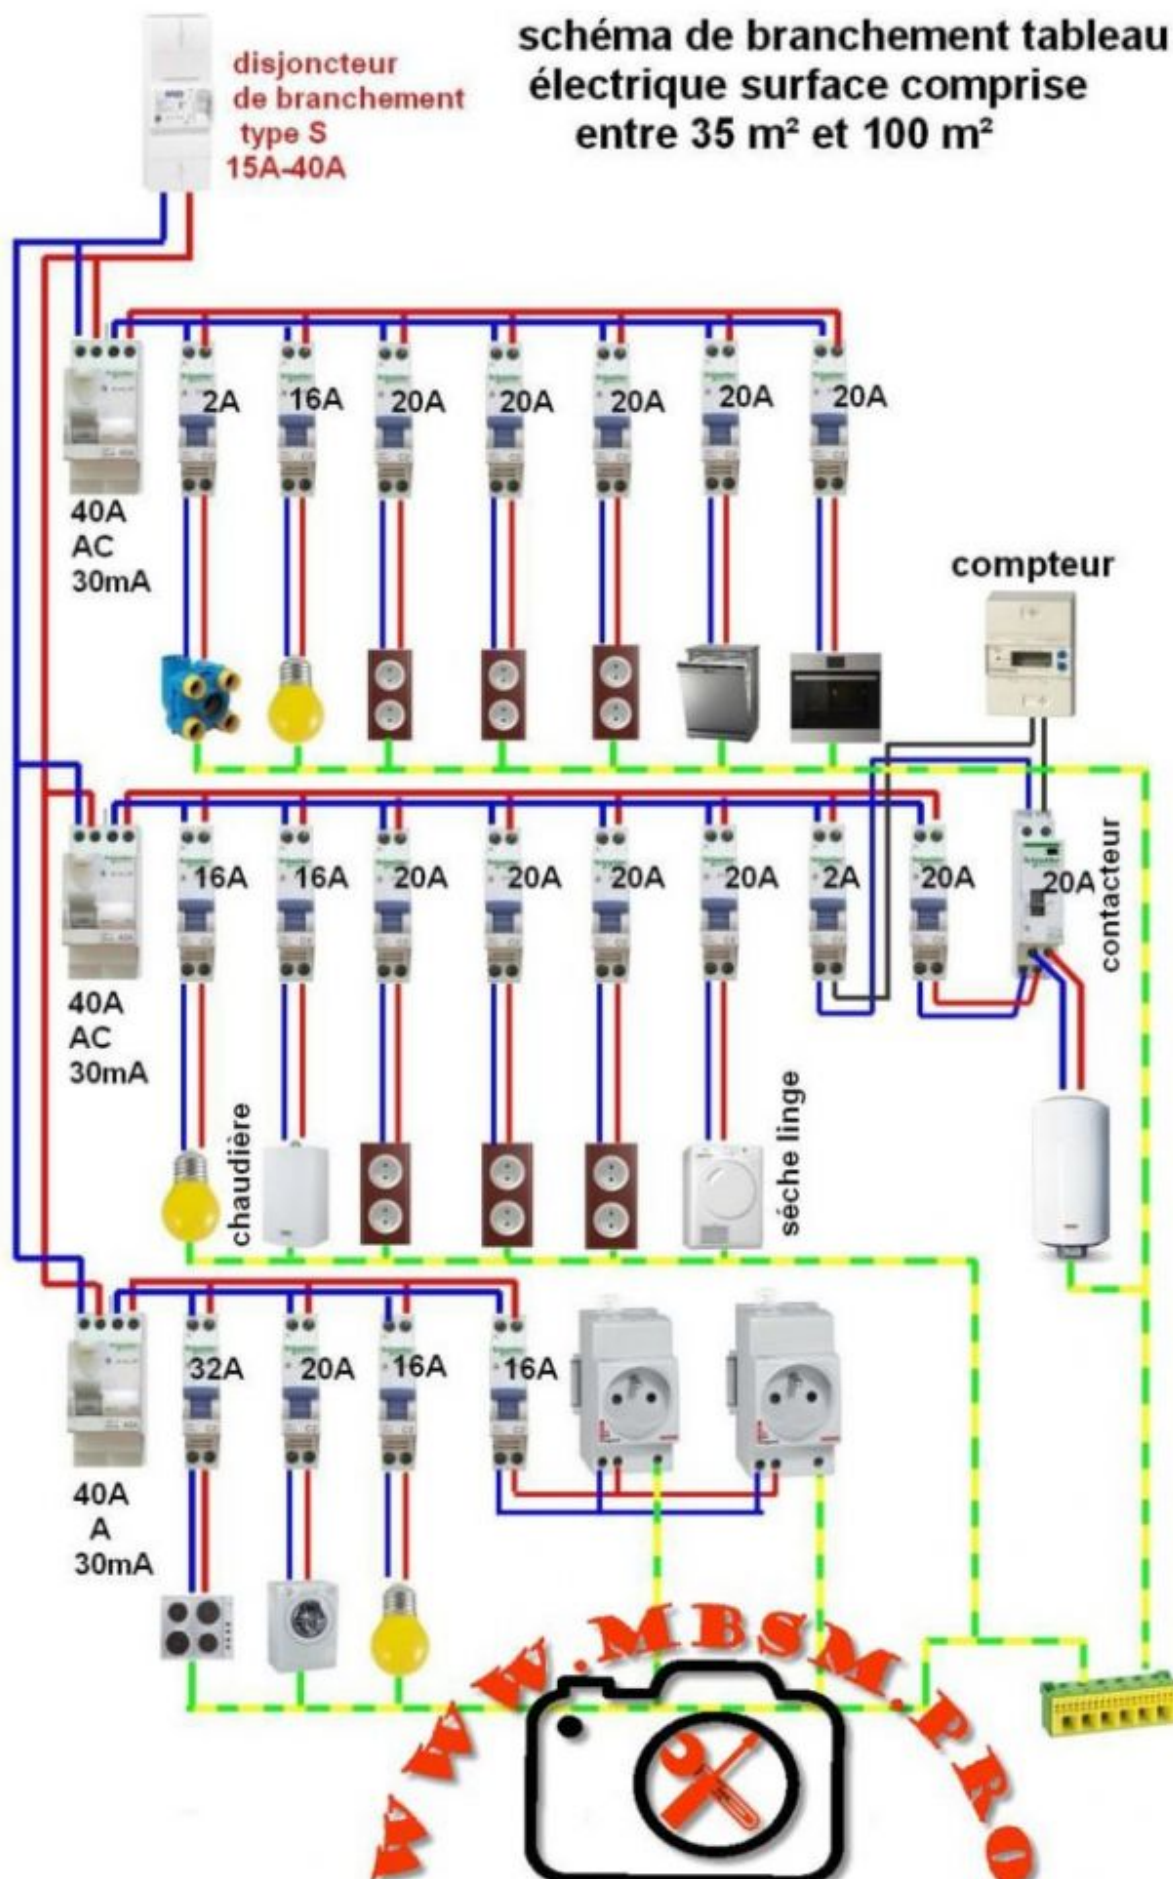 schéma de branchement tableau
électrique surface comprise
entre 35 m² et 100 m²
disjoncteur
de branchement
type S
15A-40A
2A
16A
20A
20A
20A
20A
20A
40A
AC
30mA
compteur
16A
16A
20A
20A
20A
20A
2A
20A
20A
contacteur
40A
AC
30mA
chaudière
séche linge
32A
20A
16A
16A
40A
A
30mA
WWW.MBSM.PRO